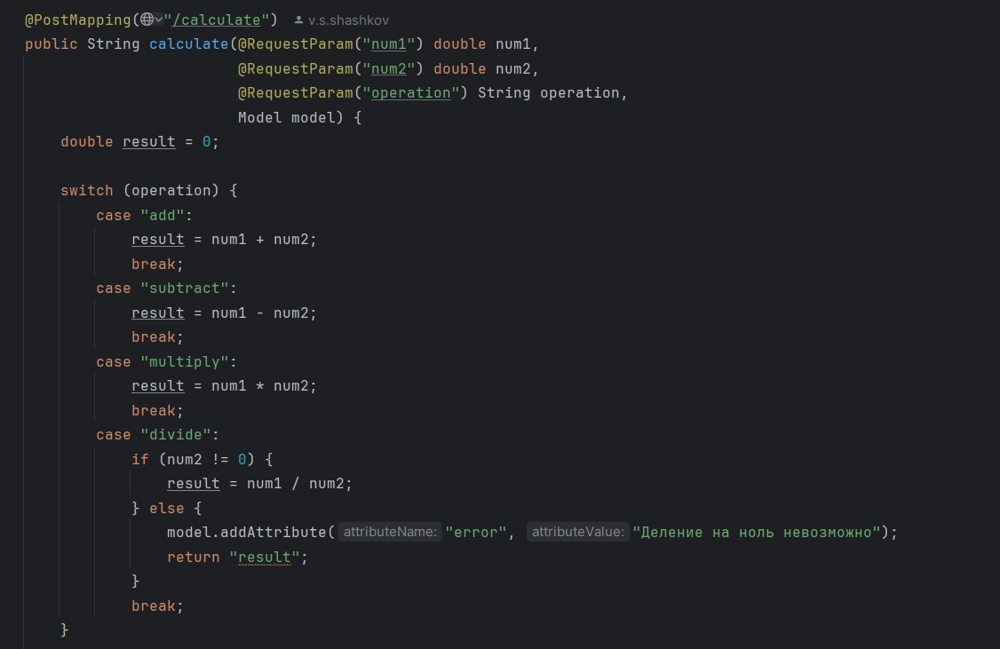 @PostMapping("/calculate") v.s.shashkov
public String calculate(@RequestParam("num1") double num1,
@RequestParam("num2") double num2,
@RequestParam("operation") String operation,
Model model) {
double result = 0;
switch (operation) {
case "add":
result = num1 + num2;
break;
case "subtract":
result = num1 - num2;
break;
case "multiply":
result = num1 * num2;
break;
case "divide":
if (num2 != 0) {
result = num1 / num2;
} else {
model.addAttribute( attributeName: "error", attributeValue: "Деление на ноль невозможно");
return "result";
}
break;
}